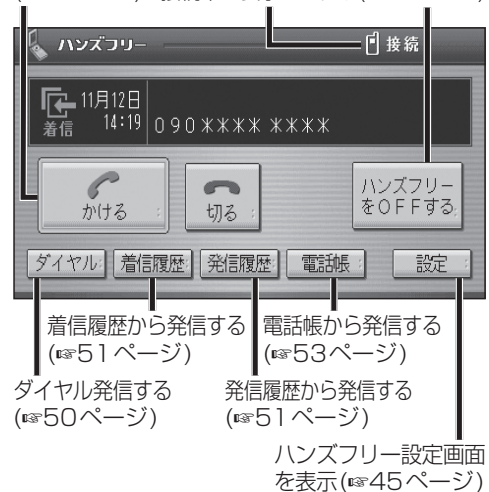 ハンズフリー
接続
11月12日
着信 14:19 090**** ****
かける
切る
ハンズフリー
をOFFする
ダイヤル 着信履歴 発信履歴 電話帳 設定
着信履歴から発信する
(☞51ページ)
電話帳から発信する
(☞53ページ)
ダイヤル発信する
(☞50ページ)
発信履歴から発信する
(☞51ページ)
ハンズフリー設定画面
を表示(☞45ページ)